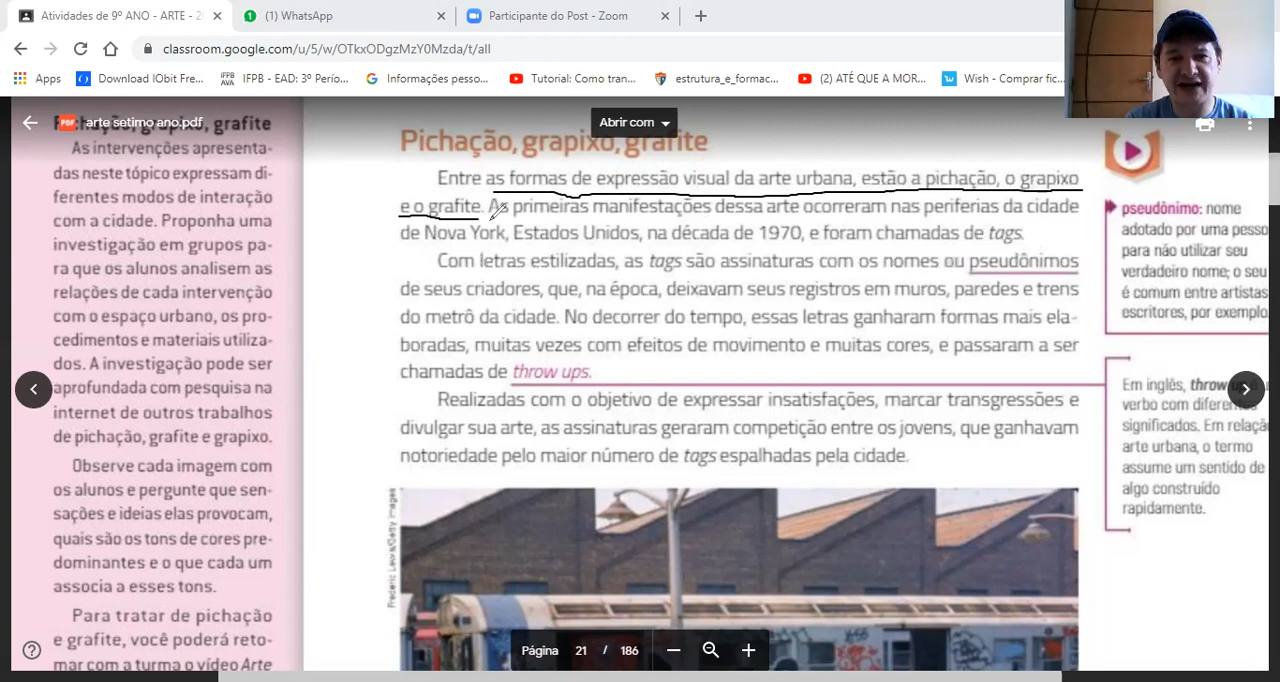 Atividades de 9º ANO - ARTE - 2
(1) WhatsApp
Participante do Post - Zoom
classroom.google.com/u/5/w/OTkxODgzMzY0Mzda/t/all
Apps
Download IObit Fre...
IFPB - EAD: 3º Perío...
Informações pesso...
Tutorial: Como tran...
estrutura_e_formac...
(2) ATÉ QUE A MOR...
Wish - Comprar fic...
arte setimo ano.pdf
Abrir com
Pichação, grapixo, grafite
As intervenções apresenta-
das neste tópico expressam di-
ferentes modos de interação
com a cidade. Proponha uma
investigação em grupos pa-
ra que os alunos analisem as
relações de cada intervenção
com o espaço urbano, os pro-
cedimentos e materiais utiliza-
dos. A investigação pode ser
aprofundada com pesquisa na
internet de outros trabalhos
de pichação, grafite e grapixo.
Observe cada imagem com
os alunos e pergunte que sen-
sações e ideias elas provocam,
quais são os tons de cores pre-
dominantes e o que cada um
associa a esses tons.
Para tratar de pichação
e grafite, você poderá reto-
mar com a turma o vídeo Arte
Pichação, grapixo, grafite
Entre as formas de expressão visual da arte urbana, estão a pichação, o grapixo
e o grafite. As primeiras manifestações dessa arte ocorreram nas periferias da cidade
de Nova York, Estados Unidos, na década de 1970, e foram chamadas de tags.
Com letras estilizadas, as tags são assinaturas com os nomes ou pseudônimos
de seus criadores, que, na época, deixavam seus registros em muros, paredes e trens
do metrô da cidade. No decorrer do tempo, essas letras ganharam formas mais ela-
boradas, muitas vezes com efeitos de movimento e muitas cores, e passaram a ser
chamadas de throw ups.
Realizadas com o objetivo de expressar insatisfações, marcar transgressões e
divulgar sua arte, as assinaturas geraram competição entre os jovens, que ganhavam
notoriedade pelo maior número de tags espalhadas pela cidade.
pseudônimo: nome
adotado por uma pesso
para não utilizar seu
verdadeiro nome; o seu
é comum entre artistas
escritores, por exemplo.
Em inglês, throw
verbo com diferent
significados. Em relaçã
arte urbana, o termo
assume um sentido de
algo construído
rapidamente.
Frederic Lewis/Getty Images
Página 21 / 186